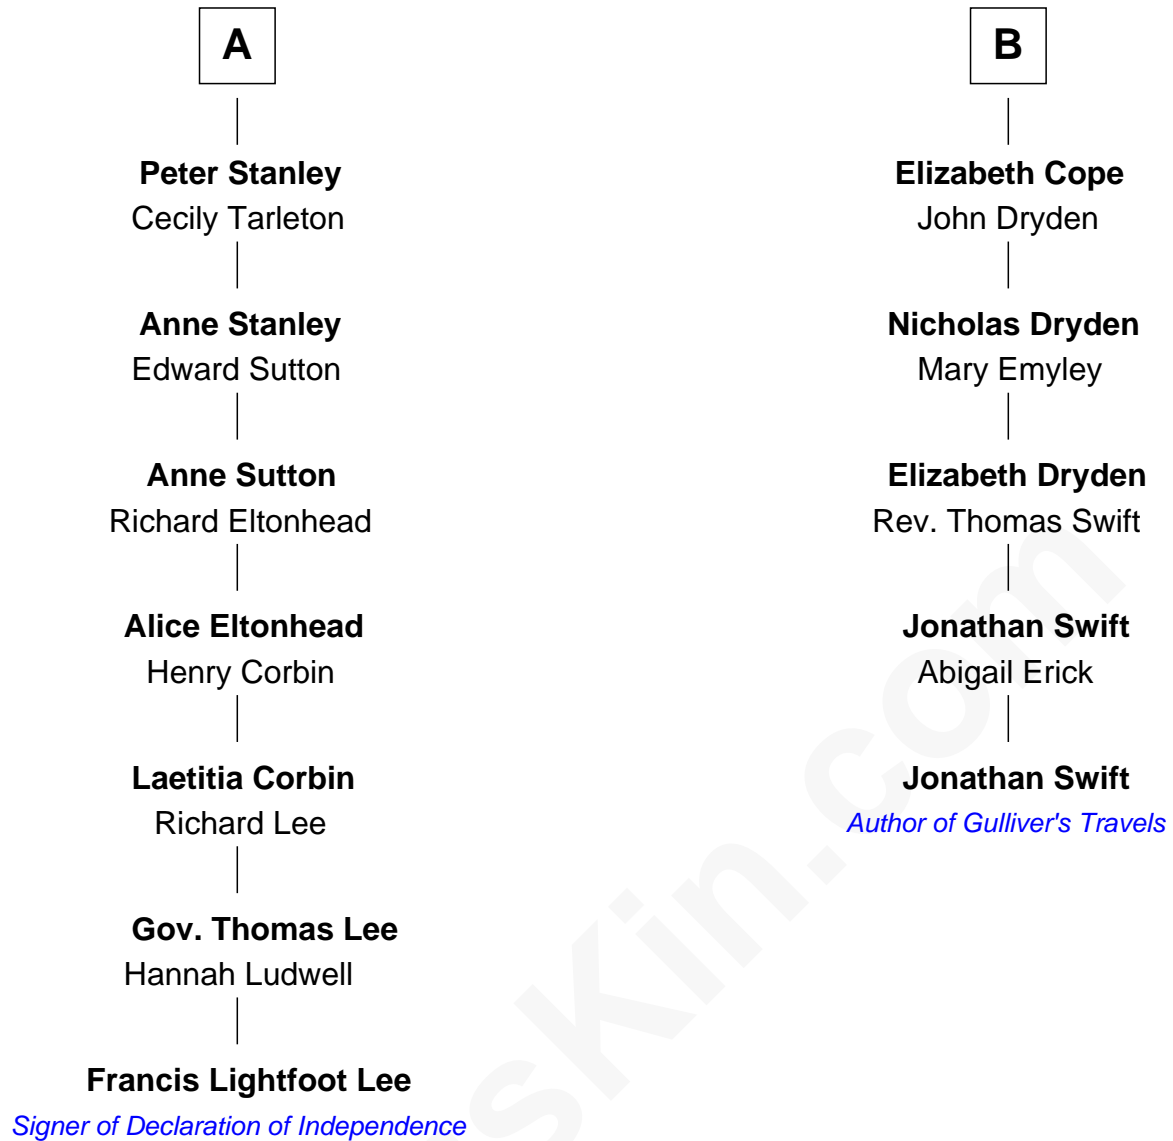 A
Peter Stanley
Cecily Tarleton
Anne Stanley
Edward Sutton
Anne Sutton
Richard Eltonhead
Alice Eltonhead
Henry Corbin
Laetitia Corbin
Richard Lee
Gov. Thomas Lee
Hannah Ludwell
Francis Lightfoot Lee
Signer of Declaration of Independence
B
Elizabeth Cope
John Dryden
Nicholas Dryden
Mary Emyley
Elizabeth Dryden
Rev. Thomas Swift
Jonathan Swift
Abigail Erick
Jonathan Swift
Author of Gulliver's Travels